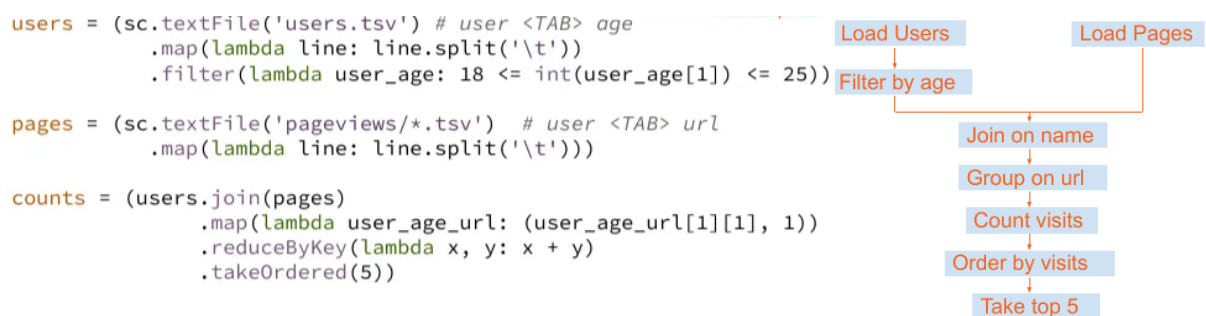 users = (sc.textFile('users.tsv') # user <TAB> age
.map(lambda line: line.split('\t'))
.filter(lambda user_age: 18 <= int(user_age[1]) <= 25))
pages = (sc.textFile('pageviews/*.tsv')  # user <TAB> url
.map(lambda line: line.split('\t')))
counts = (users.join(pages)
.map(lambda user_age_url: (user_age_url[1][1], 1))
.reduceByKey(lambda x, y: x + y)
.takeOrdered(5))
Load Users
Load Pages
Filter by age
Join on name
Group on url
Count visits
Order by visits
Take top 5